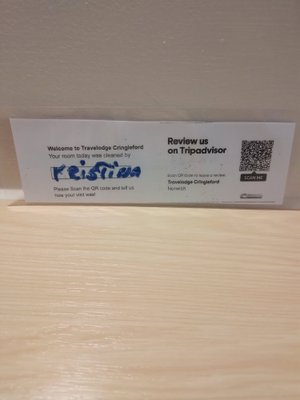 Welcome to Travelodge Cringleford
Your room today was cleaned by
KRISTINA
Please Scan the QR code and tell us
how your visit was!
Review us
on Tripadvisor
Scan QR code to leave a review.
Travelodge Cringleford
Norwich
SCAN ME